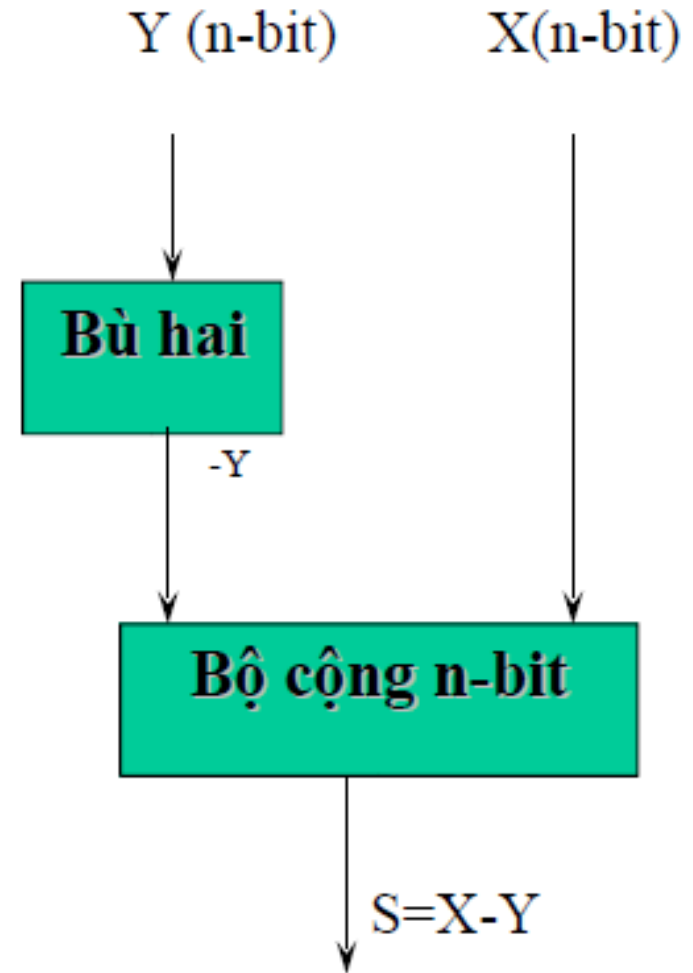 Y (n-bit)
X(n-bit)
Bù hai
-Y
Bộ cộng n-bit
S=X-Y